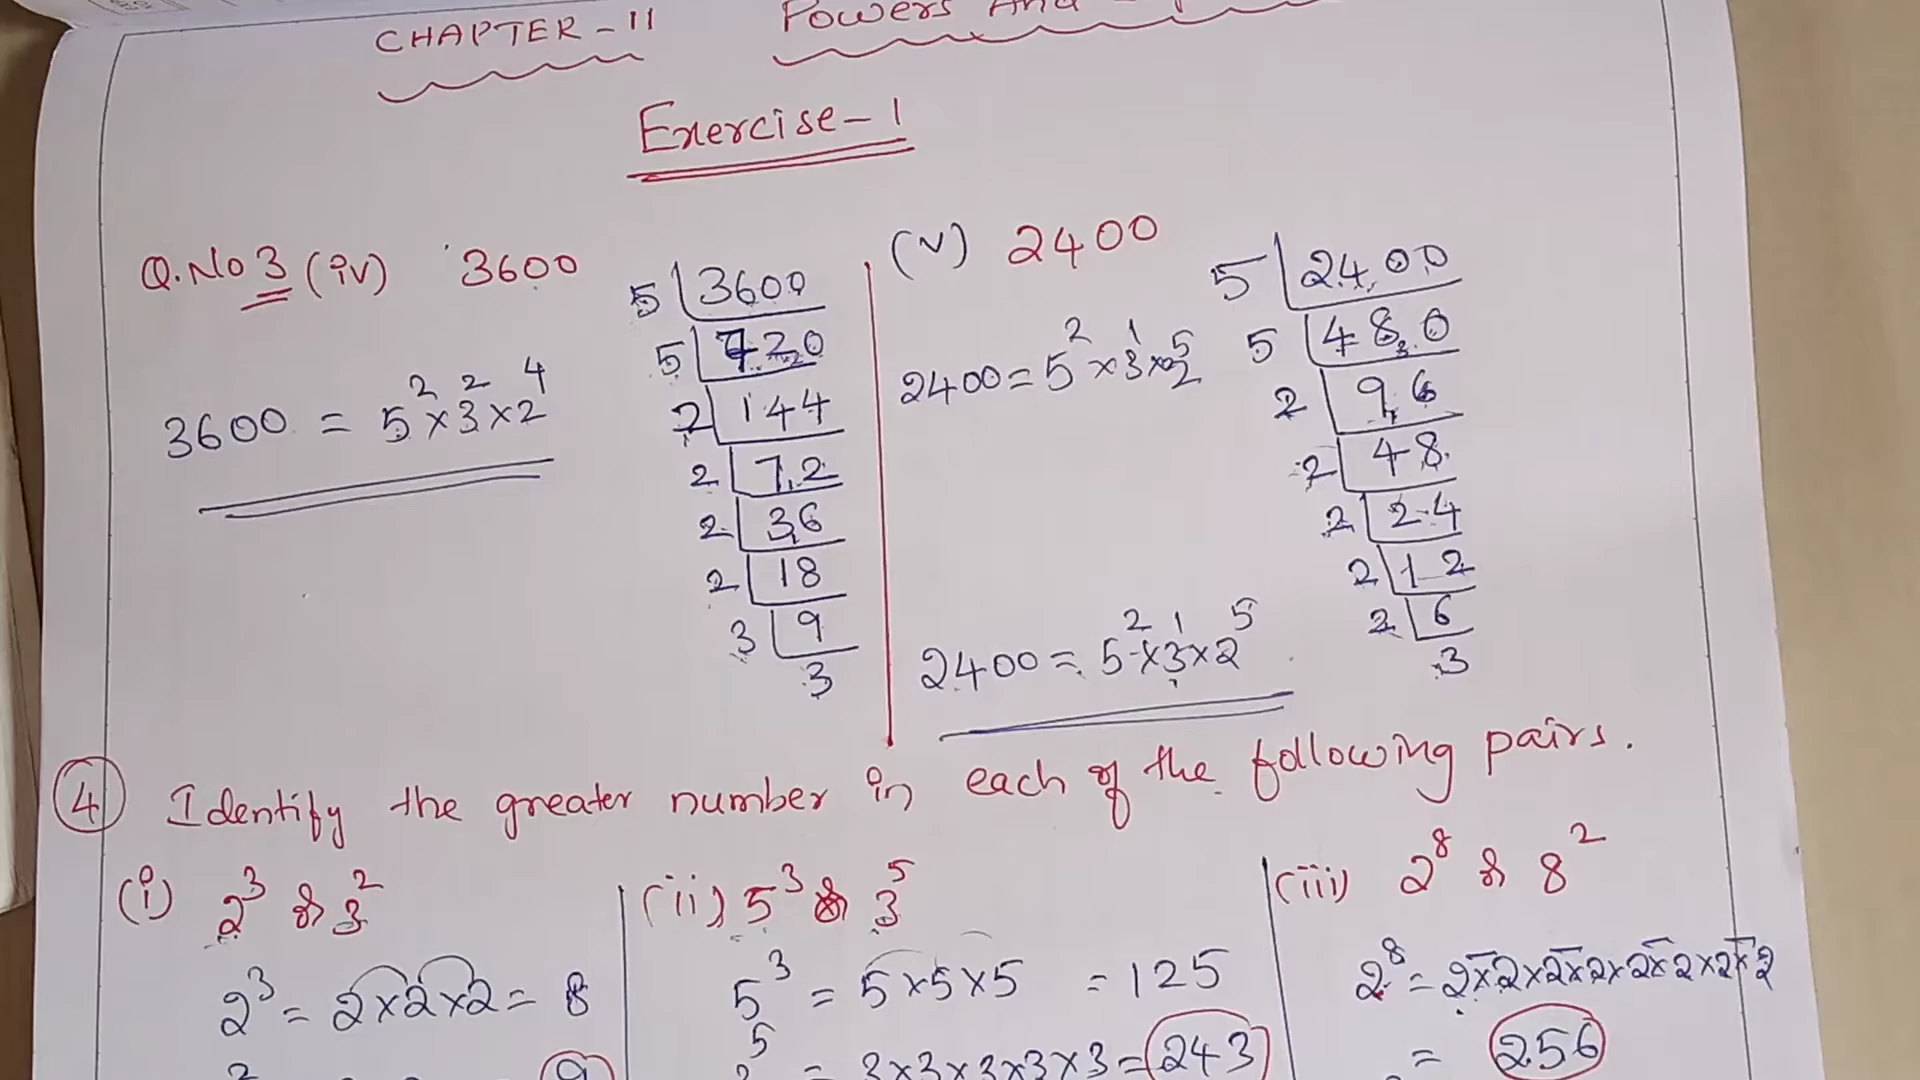 CHAPTER - 11 Powers And
Exercise - 1
Q.No 3 (iv) 3600
5 | 3600
5 | 720
2 | 144
2 | 72
2 | 36
2 | 18
3 | 9
3
3600 = 5² × 3² × 2⁴
(v) 2400
5 | 2400
5 | 480
2 | 96
2 | 48
2 | 24
2 | 12
2 | 6
3
2400 = 5² × 3¹ × 2⁵
2400 = 5² × 3¹ × 2⁵
4 Identify the greater number in each of the following pairs.
(i) 2³ or 3²
2³ = 2×2×2 = 8
9
(ii) 5³ or 3⁵
5³ = 5×5×5 = 125
3⁵ = 3×3×3×3×3 = 243
(iii) 2⁸ or 8²
2⁸ = 2×2×2×2×2×2×2×2
= 256